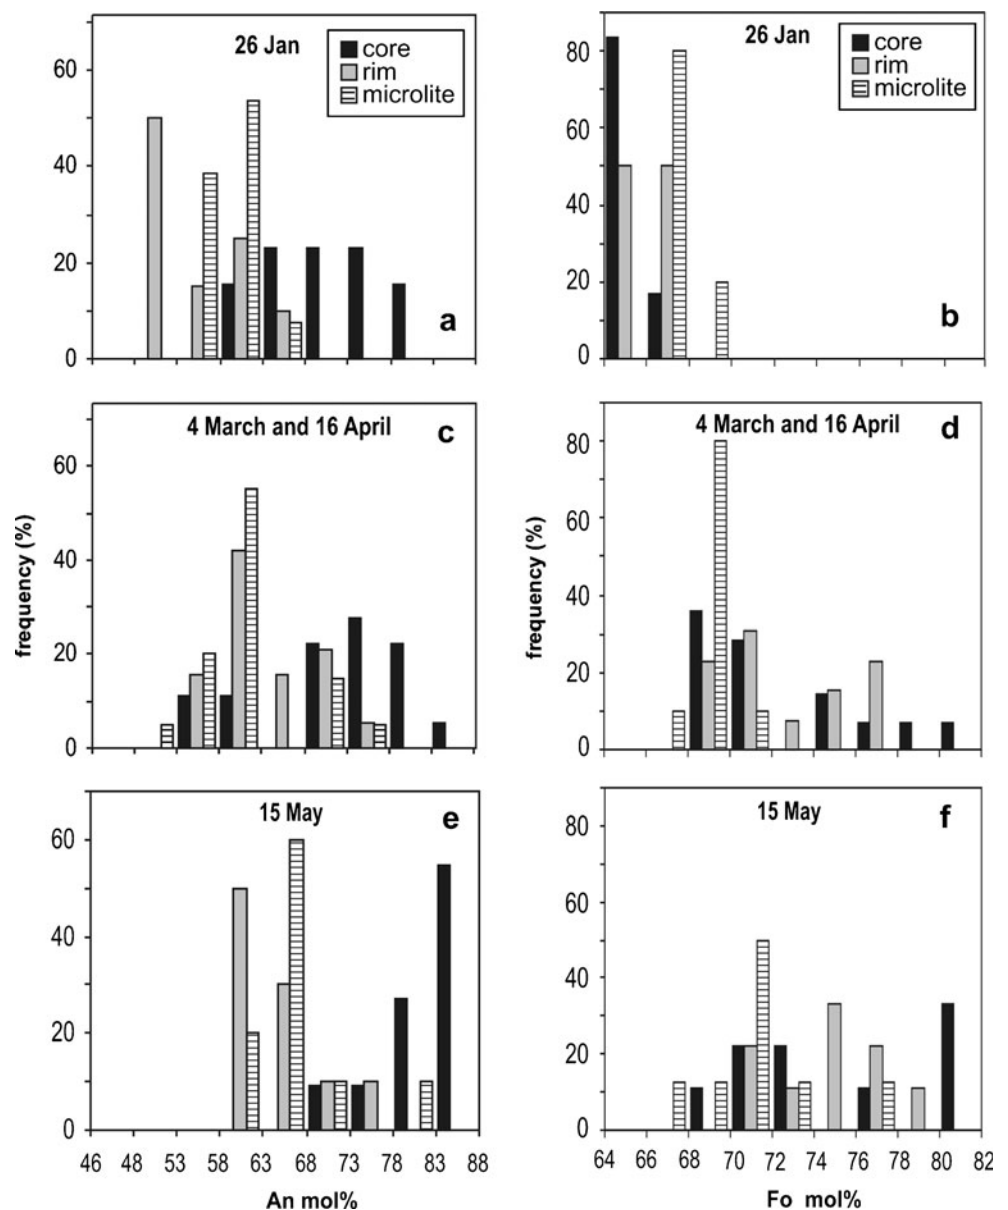 26 Jan
core
rim
microlite
60
40
20
0
a
26 Jan
core
rim
microlite
80
60
40
20
0
b
4 March and 16 April
c
60
40
20
0
frequency (%)
4 March and 16 April
d
80
60
40
20
0
frequency (%)
15 May
e
60
40
20
0
46 48 53 58 63 68 73 78 83 88
An mol%
15 May
f
80
60
40
20
0
64 66 68 70 72 74 76 78 80 82
Fo mol%